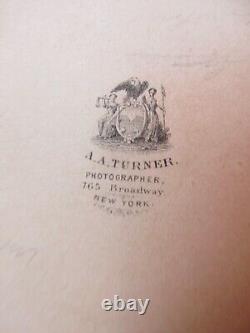 A. A. TURNER.
PHOTOGRAPHER,
765 Broadway.
NEW YORK.